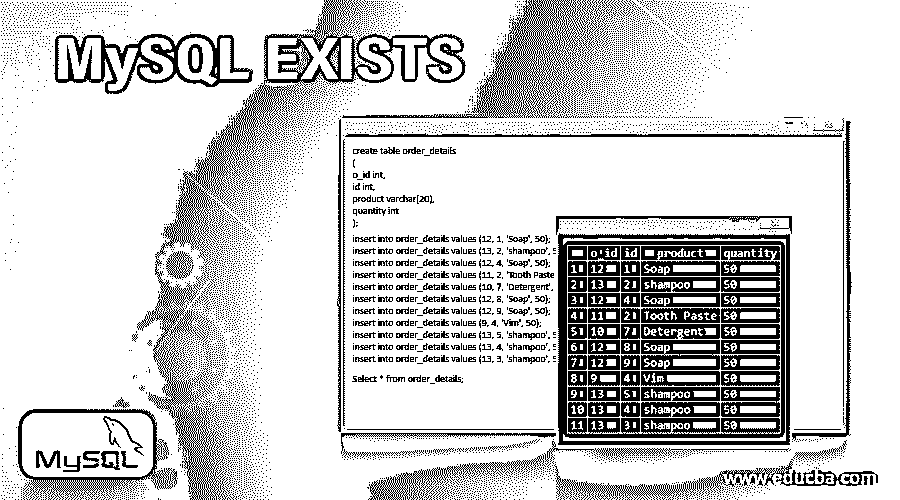 MySQL EXISTS
create table order_details
(
o_id int,
id int,
product varchar(20),
quantity int
);
insert into order_details values (12, 1, 'Soap', 50);
insert into order_details values (13, 2, 'shampoo', 5
insert into order_details values (12, 4, 'Soap', 50);
insert into order_details values (11, 2, 'Tooth Paste
insert into order_details values (10, 7, 'Detergent',
insert into order_details values (12, 8, 'Soap', 50);
insert into order_details values (12, 9, 'Soap', 50);
insert into order_details values (9, 4, 'Vim', 50);
insert into order_details values (13, 5, 'shampoo', 5
insert into order_details values (13, 4, 'shampoo', 5
insert into order_details values (13, 3, 'shampoo', 5
Select * from order_details;
o_id id product quantity
1 12 1 Soap 50
2 13 2 shampoo 50
3 12 4 Soap 50
4 11 2 Tooth Paste 50
5 10 7 Detergent 50
6 12 8 Soap 50
7 12 9 Soap 50
8 9 4 Vim 50
9 13 5 shampoo 50
10 13 4 shampoo 50
11 13 3 shampoo 50
MySQL
www.educba.com